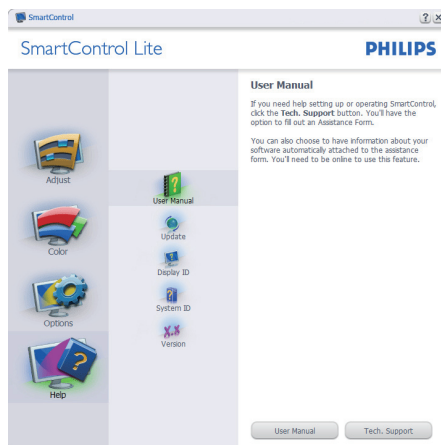 SmartControl
? X
SmartControl Lite
PHILIPS
Adjust
Color
Options
Help
User Manual
Update
Display ID
System ID
Version
User Manual
If you need help setting up or operating SmartControl,
click the Tech. Support button. You'll have the
option to fill out an Assistance Form.
You can also choose to have information about your
software automatically attached to the assistance
form. You'll need to be online to use this feature.
User Manual
Tech. Support